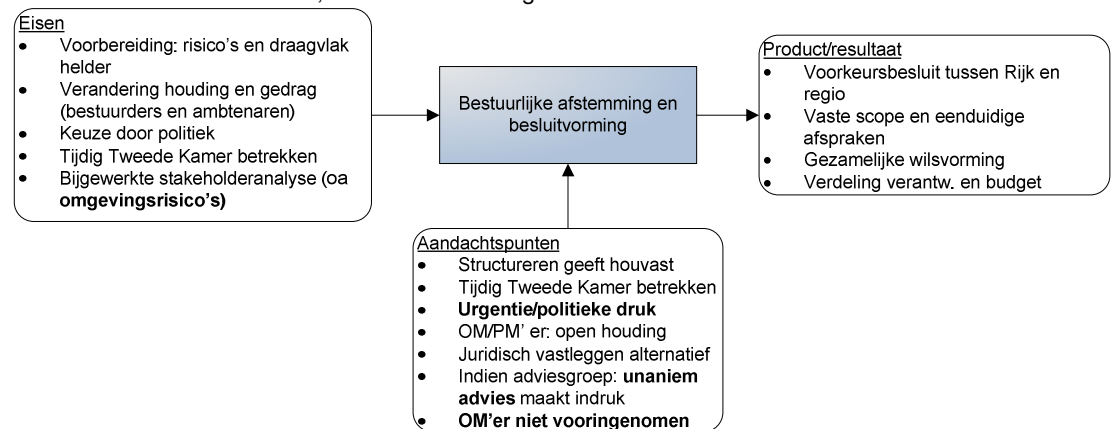 Eisen
• Voorbereiding: risico's en draagvlak
helder
• Verandering houding en gedrag
(bestuurders en ambtenaren)
• Keuze door politiek
• Tijdig Tweede Kamer betrekken
• Bijgewerkte stakeholderanalyse (oa
omgevingsrisico's)
Bestuurlijke afstemming en
besluitvorming
Product/resultaat
• Voorkeursbesluit tussen Rijk en
regio
• Vaste scope en eenduidige
afspraken
• Gezamelijke wilsvorming
• Verdeling verantw. en budget
Aandachtspunten
• Structureren geeft houvast
• Tijdig Tweede Kamer betrekken
• Urgentie/politieke druk
• OM/PM' er: open houding
• Juridisch vastleggen alternatief
• Indien adviesgroep: unaniem
advies maakt indruk
• OM'er niet vooringenomen